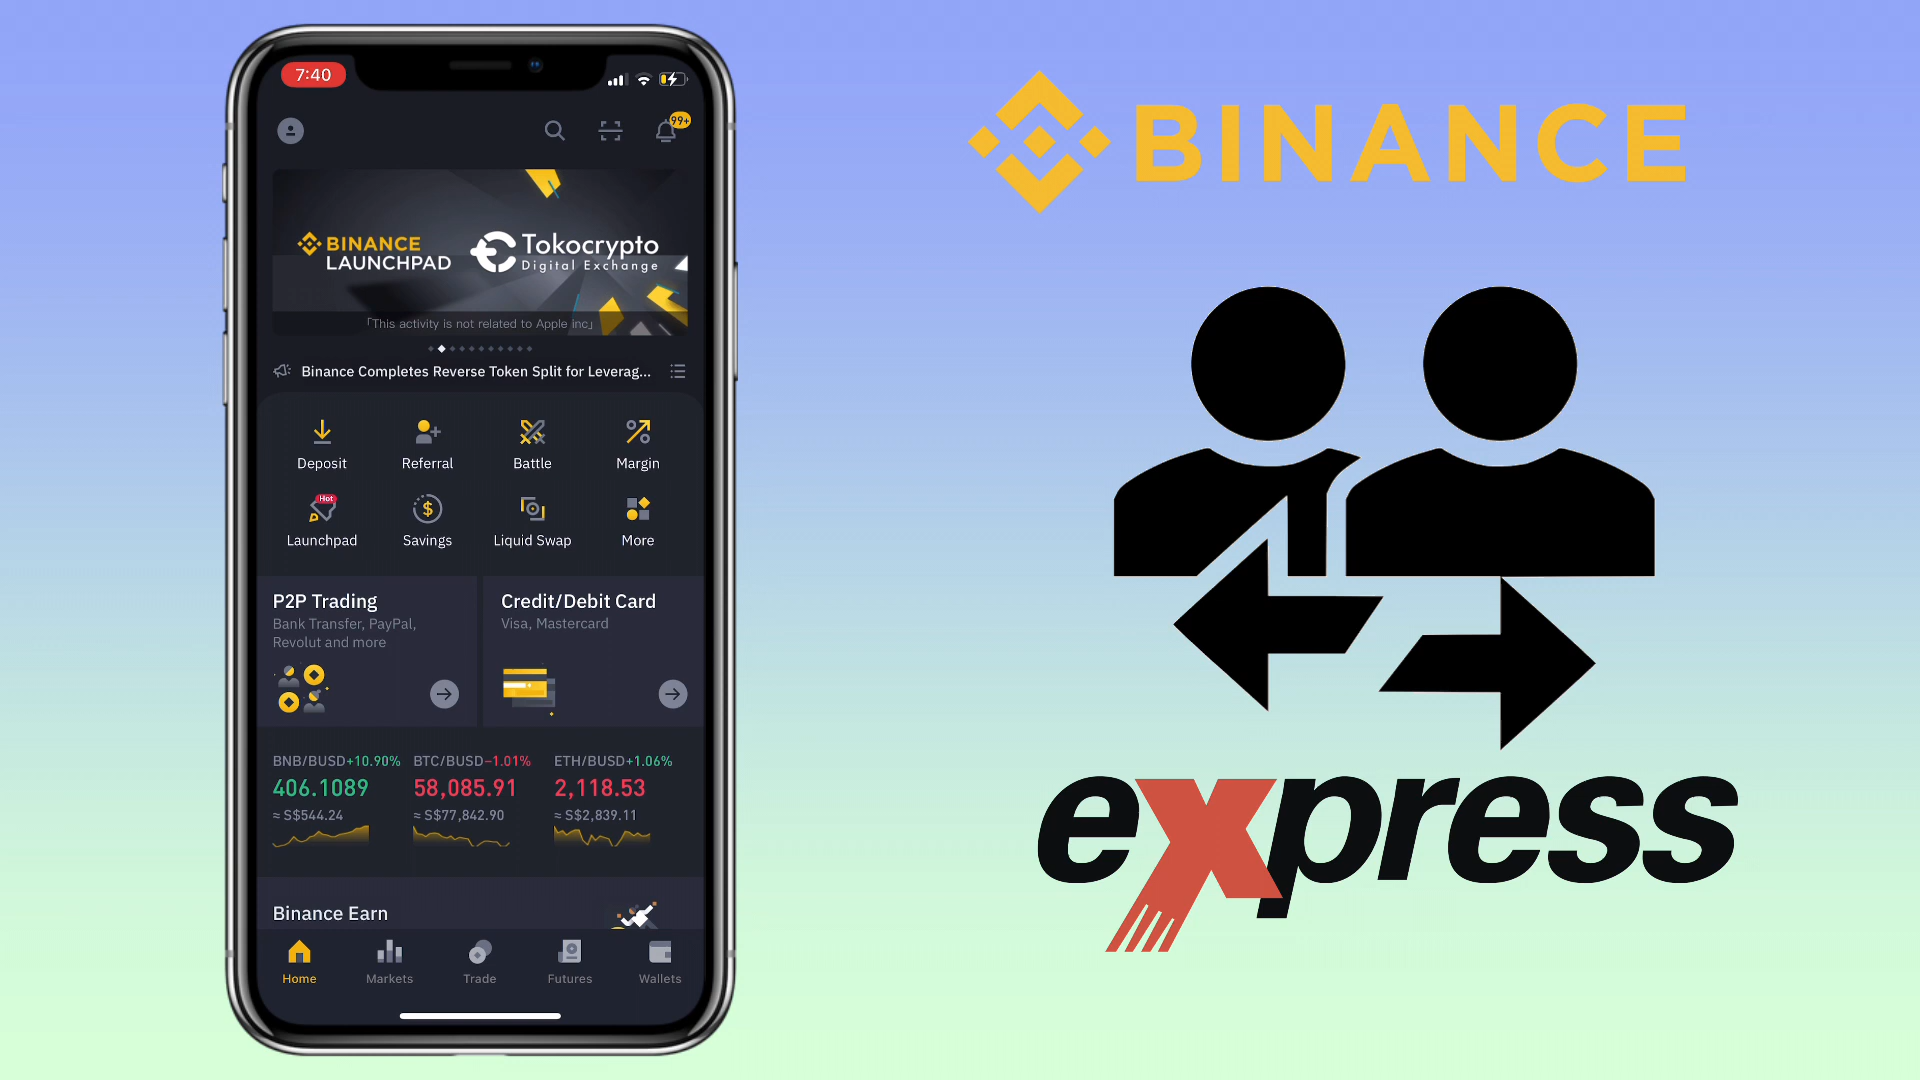 7:40
99+
BINANCE
LAUNCHPAD
Tokocrypto
Digital Exchange
「This activity is not related to Apple Inc」
Binance Completes Reverse Token Split for Leverag...
Deposit
Referral
Battle
Margin
Hot
Launchpad
Savings
Liquid Swap
More
P2P Trading
Bank Transfer, PayPal,
Revolut and more
Credit/Debit Card
Visa, Mastercard
BNB/BUSD+10.90%
406.1089
≈ S$544.24
BTC/BUSD−1.01%
58,085.91
≈ S$77,842.90
ETH/BUSD+1.06%
2,118.53
≈ S$2,839.11
Binance Earn
Home
Markets
Trade
Futures
Wallets
BINANCE
express